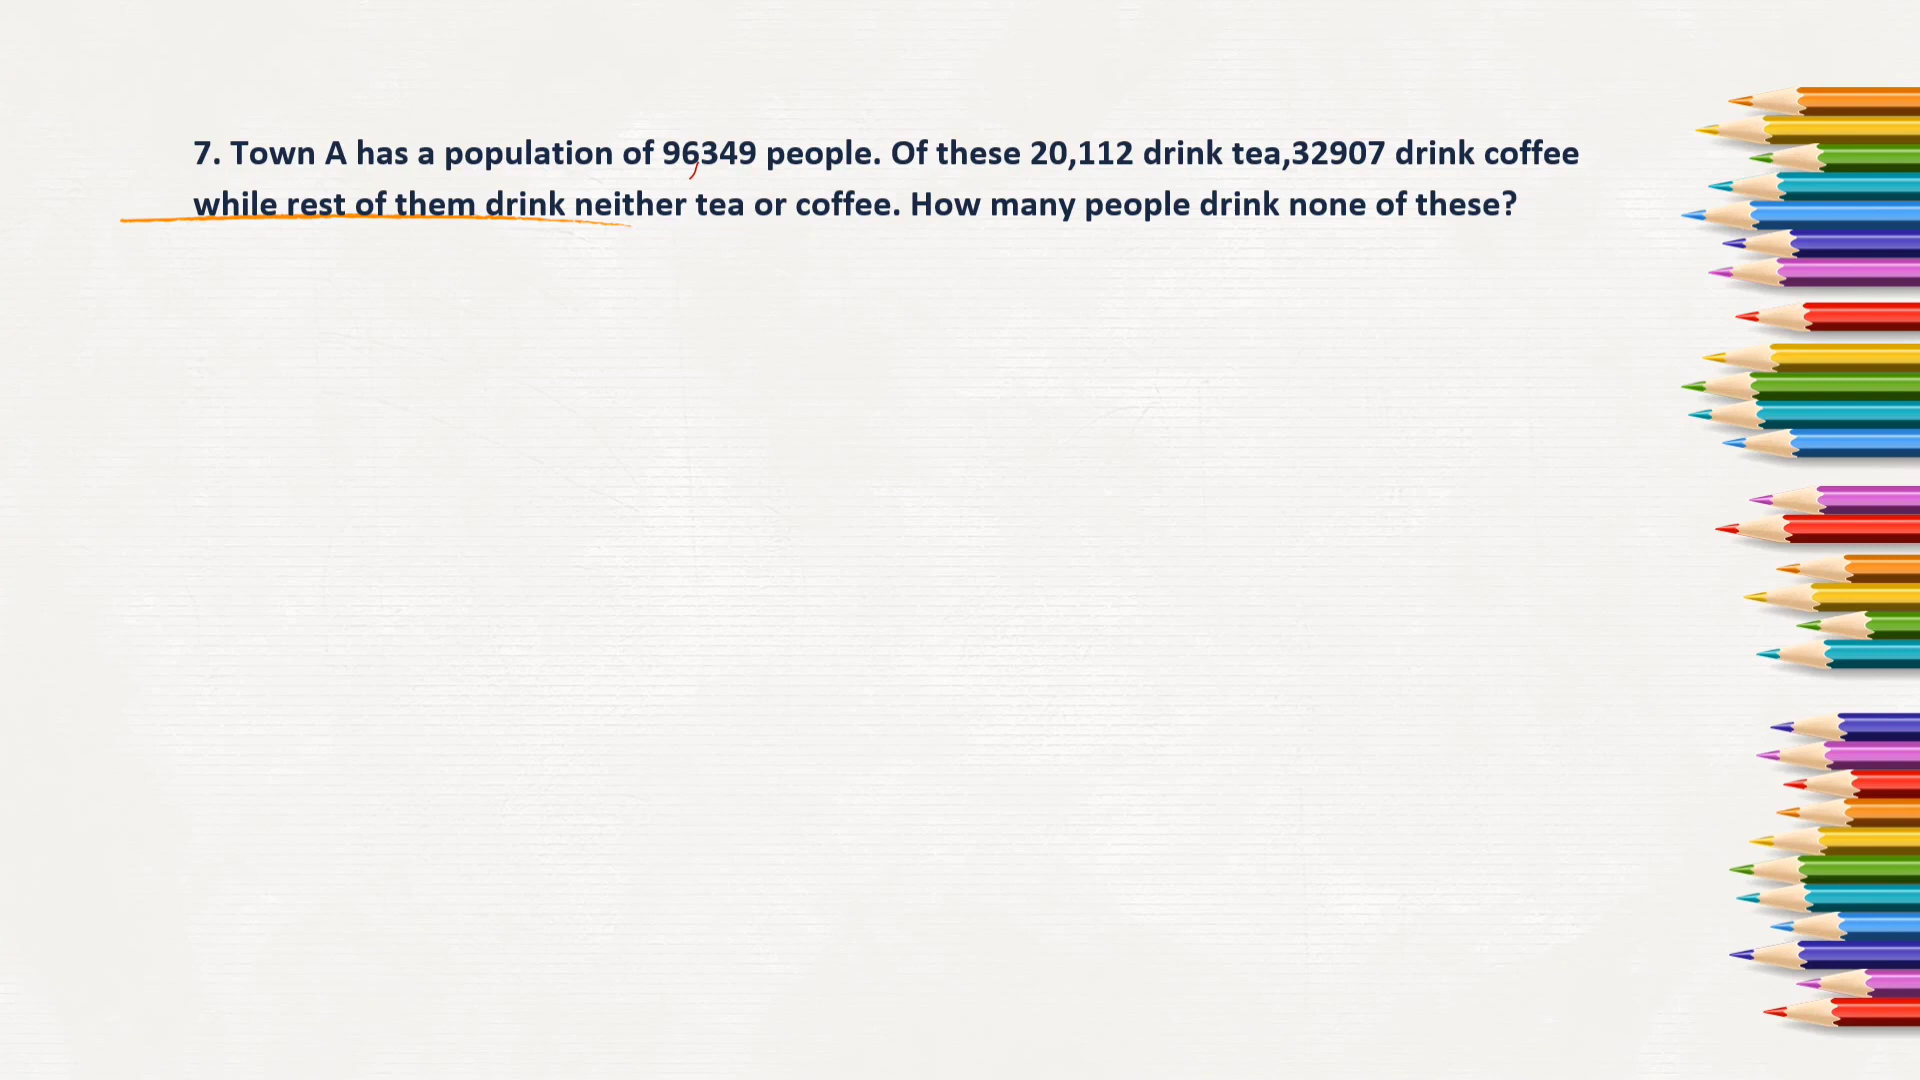 7. Town A has a population of 96349 people. Of these 20,112 drink tea,32907 drink coffee
while rest of them drink neither tea or coffee. How many people drink none of these?